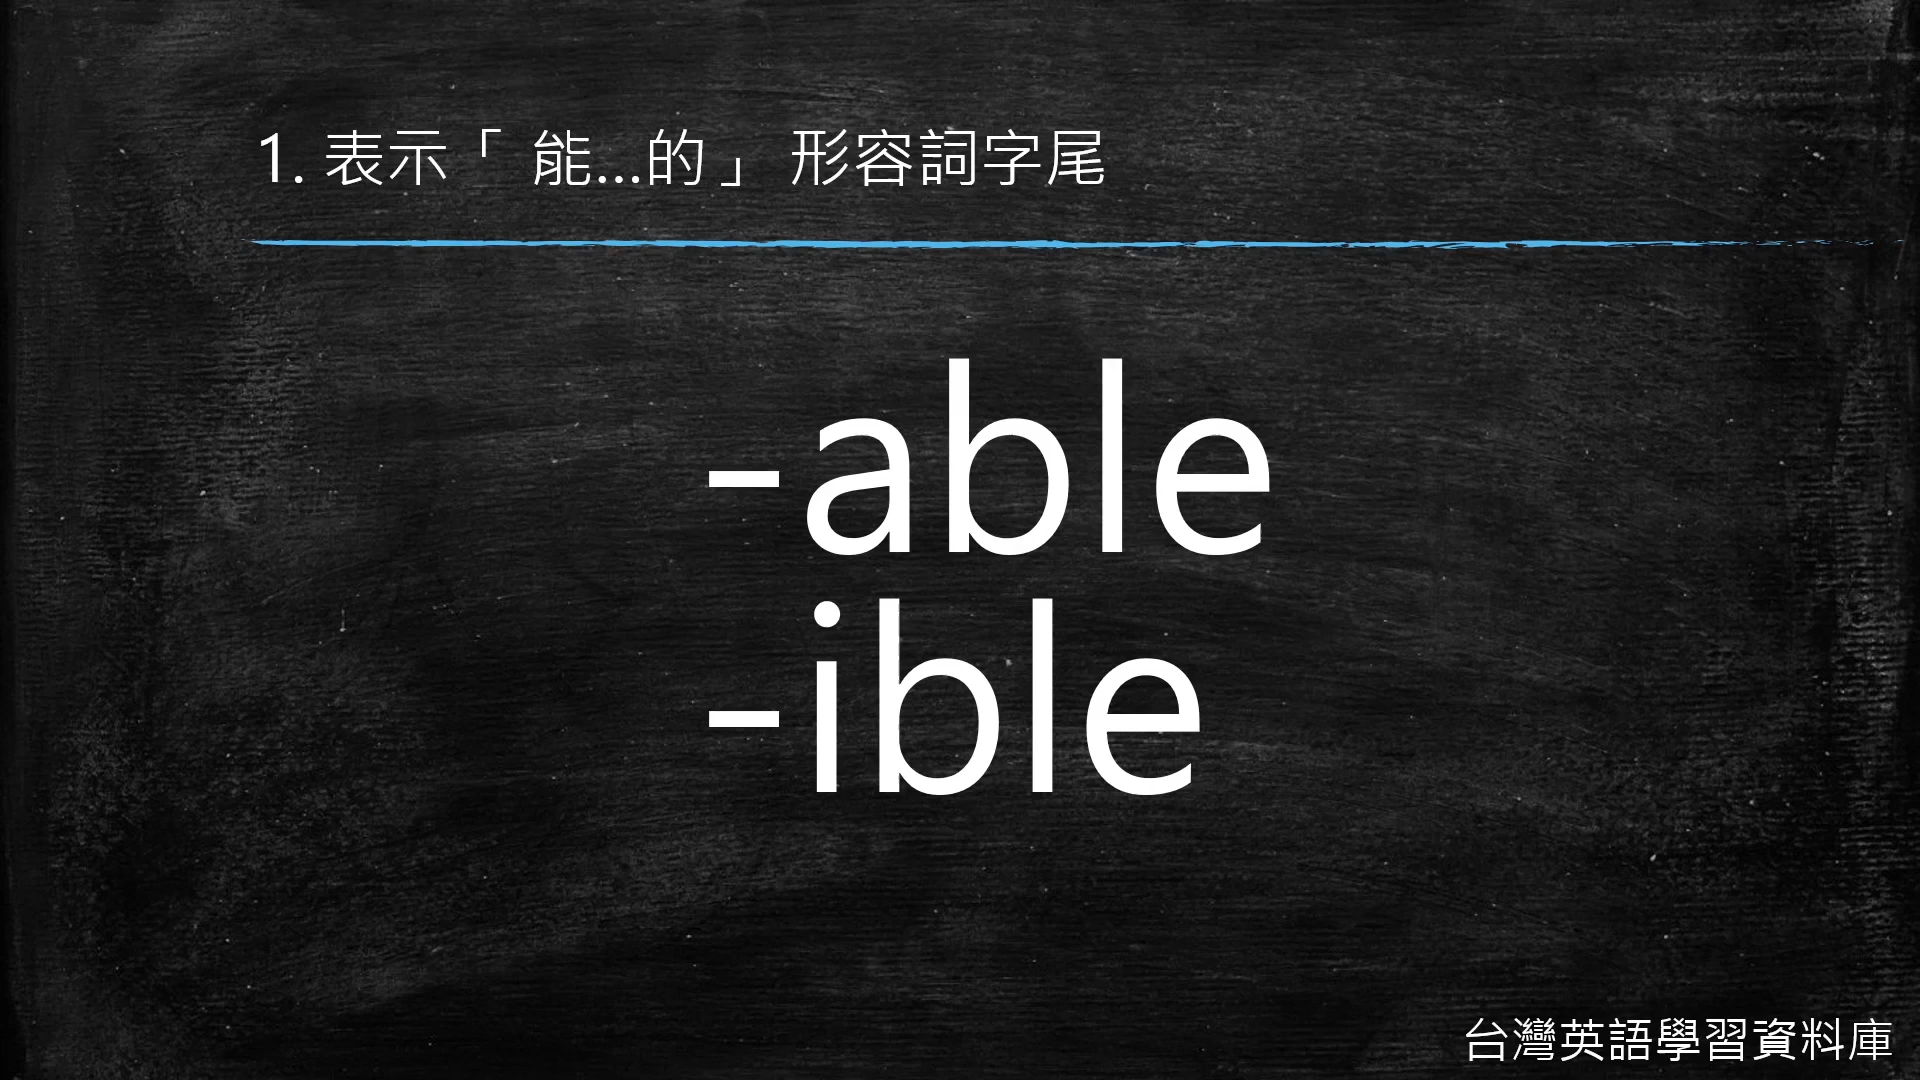 1. 表示「 能...的 」 形容詞字尾
-able
-ible
台灣英語學習資料庫